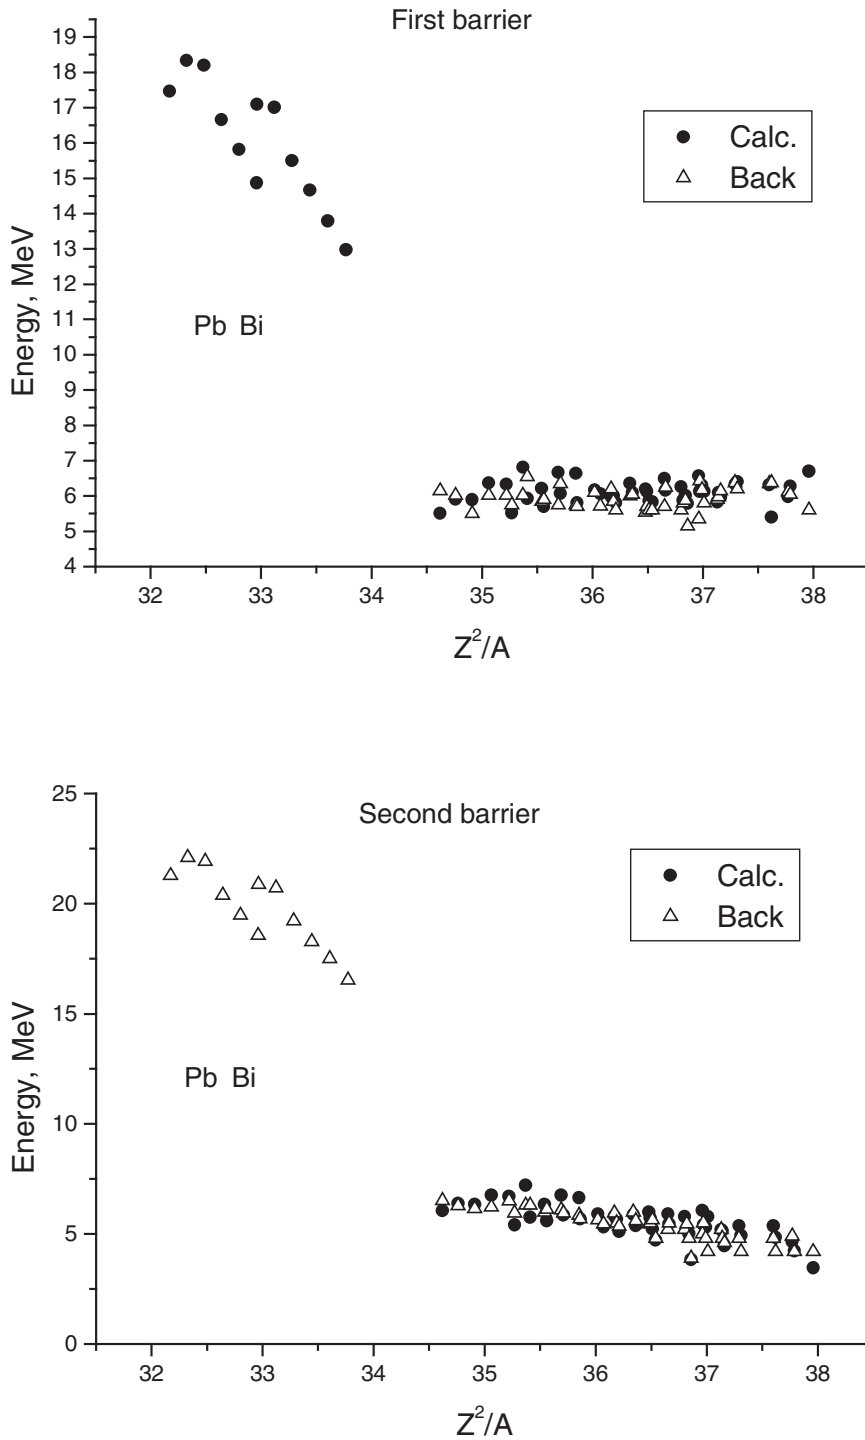 First barrier
19
18
17
16
15
14
13
12
11
10
9
8
7
6
5
4
Energy, MeV
Calc.
Back
Pb Bi
32 33 34 35 36 37 38
Z²/A
Second barrier
25
20
15
10
5
0
Energy, MeV
Calc.
Back
Pb Bi
32 33 34 35 36 37 38
Z²/A